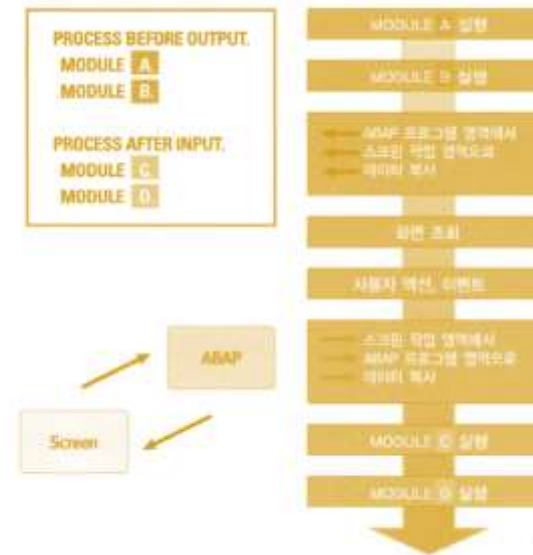 PROCESS BEFORE OUTPUT.
MODULE A.
MODULE B.
PROCESS AFTER INPUT.
MODULE C.
MODULE D.
ABAP
Screen
MODULE A 실행
MODULE B 실행
ABAP 프로그램 영역에서
스크린 작업 영역으로
데이터 복사
화면 조회
사용자 액션, 이벤트
스크린 작업 영역에서
ABAP 프로그램 영역으로
데이터 복사
MODULE C 실행
MODULE D 실행